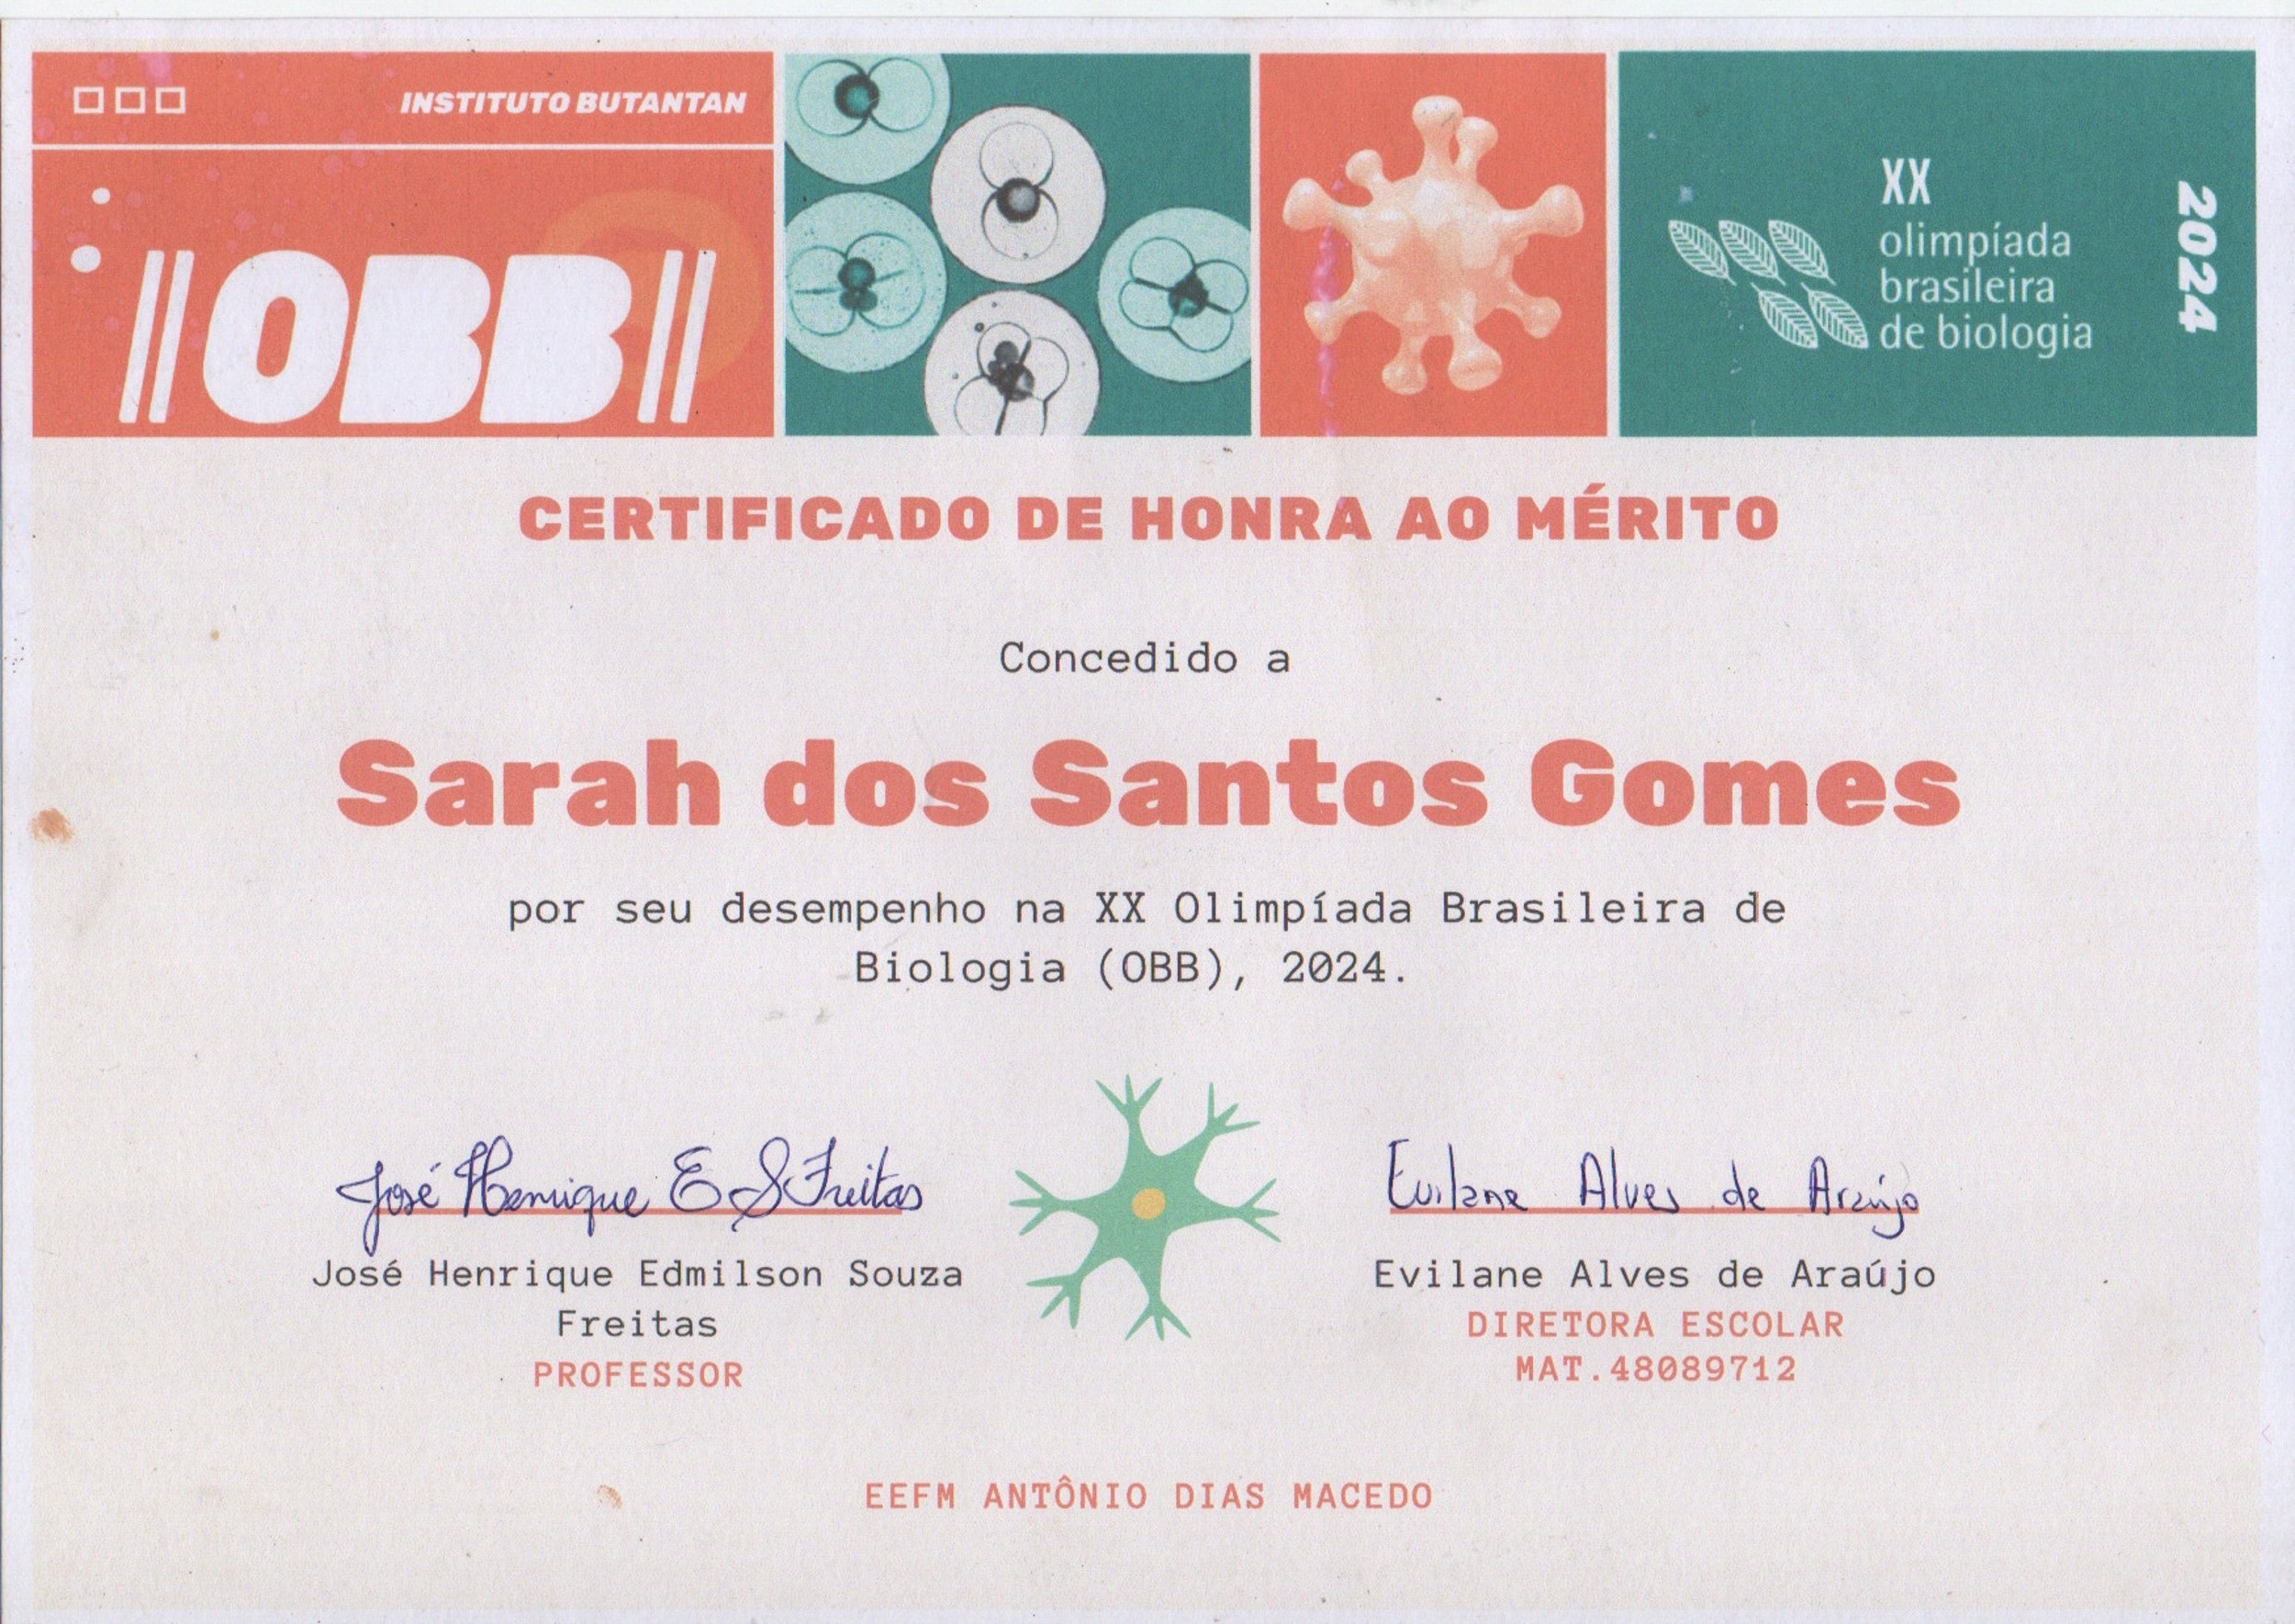 INSTITUTO BUTANTAN
OBB
XX
olimpíada
brasileira
de biologia
2024
CERTIFICADO DE HONRA AO MÉRITO
Concedido a
Sarah dos Santos Gomes
por seu desempenho na XX Olimpíada Brasileira de
Biologia (OBB), 2024.
José Henrique E S Freitas
José Henrique Edmilson Souza
Freitas
PROFESSOR
Evilane Alves de Araújo
Evilane Alves de Araújo
DIRETORA ESCOLAR
MAT.48089712
EEFM ANTÔNIO DIAS MACEDO